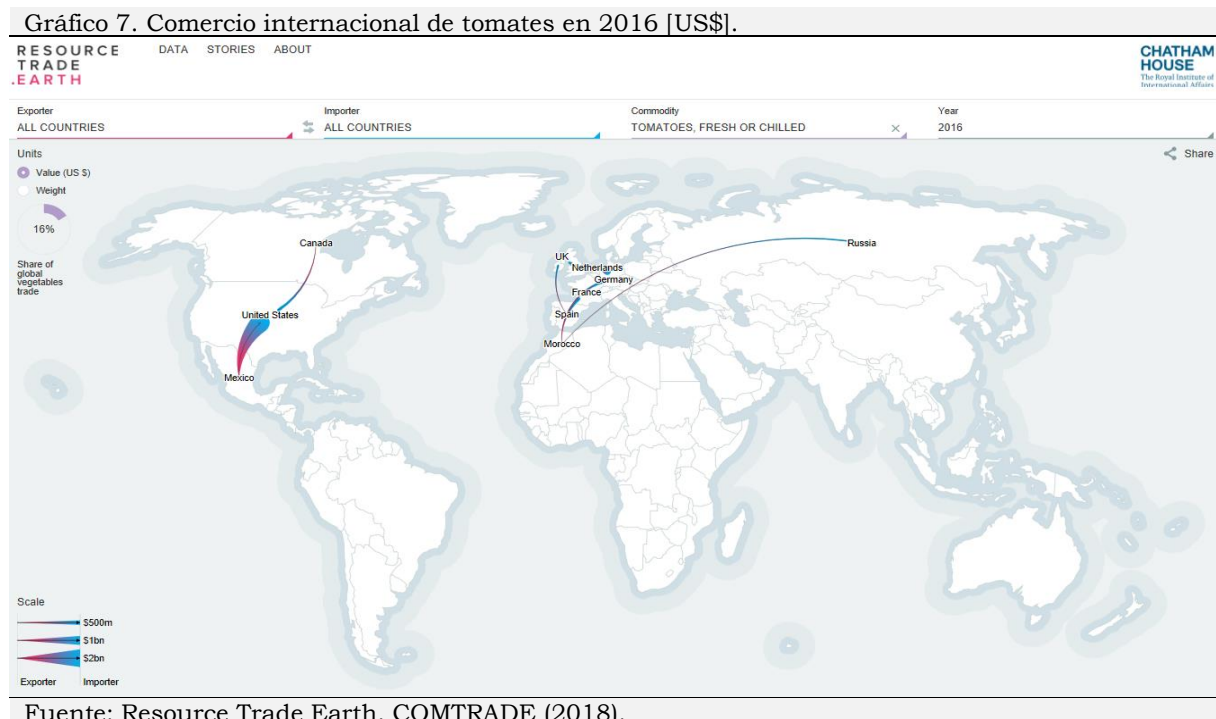 Gráfico 7. Comercio internacional de tomates en 2016 [US$].
RESOURCE
TRADE
.EARTH
DATA STORIES ABOUT
CHATHAM
HOUSE
The Royal Institute of
International Affairs
Exporter
ALL COUNTRIES
Importer
ALL COUNTRIES
Commodity
TOMATOES, FRESH OR CHILLED
Year
2016
Units
Value (US $)
Weight
16%
Share of
global
vegetables
trade
Share
Canada
United States
Mexico
UK
Netherlands
Germany
France
Spain
Morocco
Russia
Scale
$500m
$1bn
$2bn
Exporter Importer
Fuente: Resource Trade Earth. COMTRADE (2018).